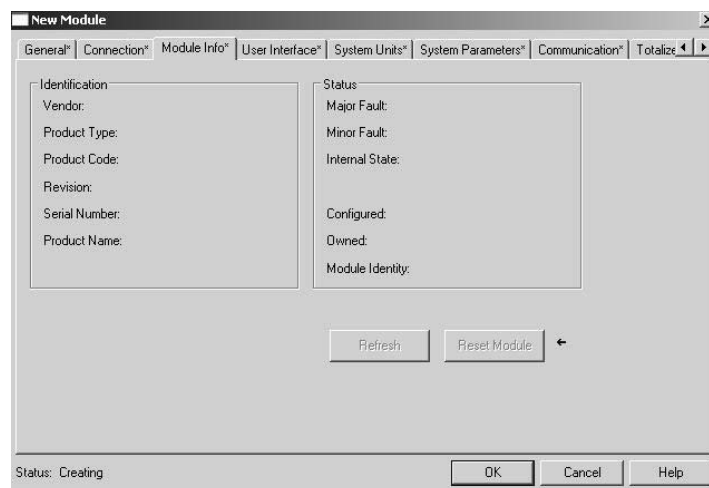 New Module
General* Connection* Module Info* User Interface* System Units* System Parameters* Communication* Totalize
Identification
Vendor:
Product Type:
Product Code:
Revision:
Serial Number:
Product Name:
Status
Major Fault:
Minor Fault:
Internal State:
Configured:
Owned:
Module Identity:
Refresh Reset Module
Status: Creating
OK Cancel Help